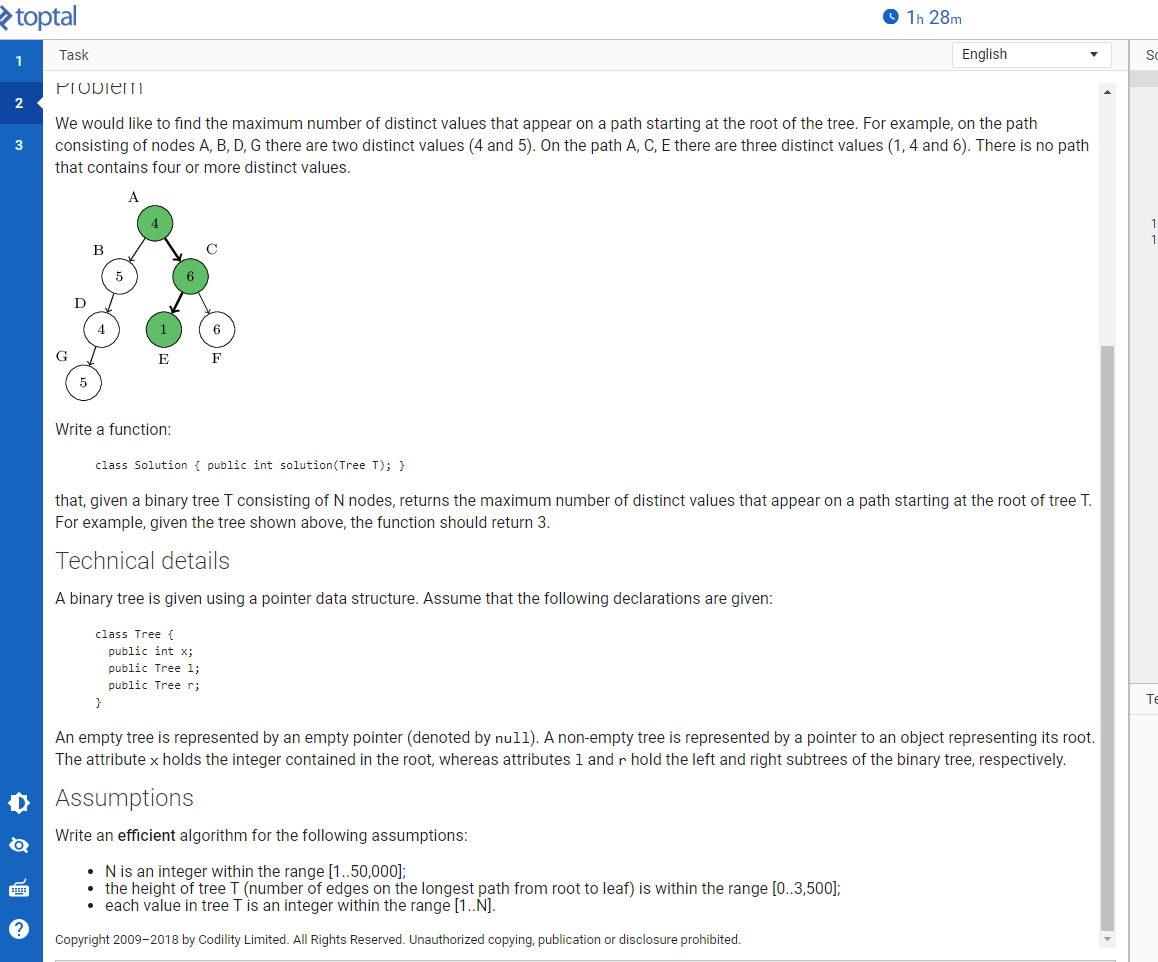 toptal
1h 28m
1
2
3
Task
English
Problem
We would like to find the maximum number of distinct values that appear on a path starting at the root of the tree. For example, on the path
consisting of nodes A, B, D, G there are two distinct values (4 and 5). On the path A, C, E there are three distinct values (1, 4 and 6). There is no path
that contains four or more distinct values.
A
4
B
C
5
6
D
4
1
6
G
E
F
5
Write a function:
class Solution { public int solution(Tree T); }
that, given a binary tree T consisting of N nodes, returns the maximum number of distinct values that appear on a path starting at the root of tree T.
For example, given the tree shown above, the function should return 3.
Technical details
A binary tree is given using a pointer data structure. Assume that the following declarations are given:
class Tree {
public int x;
public Tree l;
public Tree r;
}
An empty tree is represented by an empty pointer (denoted by null). A non-empty tree is represented by a pointer to an object representing its root.
The attribute x holds the integer contained in the root, whereas attributes l and r hold the left and right subtrees of the binary tree, respectively.
Assumptions
Write an efficient algorithm for the following assumptions:
• N is an integer within the range [1..50,000];
• the height of tree T (number of edges on the longest path from root to leaf) is within the range [0..3,500];
• each value in tree T is an integer within the range [1..N].
Copyright 2009–2018 by Codility Limited. All Rights Reserved. Unauthorized copying, publication or disclosure prohibited.